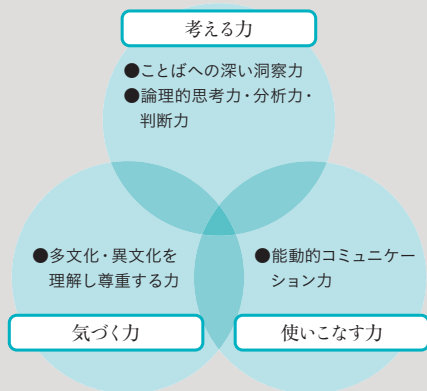 考える力
●ことばへの深い洞察力
●論理的思考力・分析力・
判断力
●多文化・異文化を
理解し尊重する力
●能動的コミュニケー
ション力
気づく力
使いこなす力